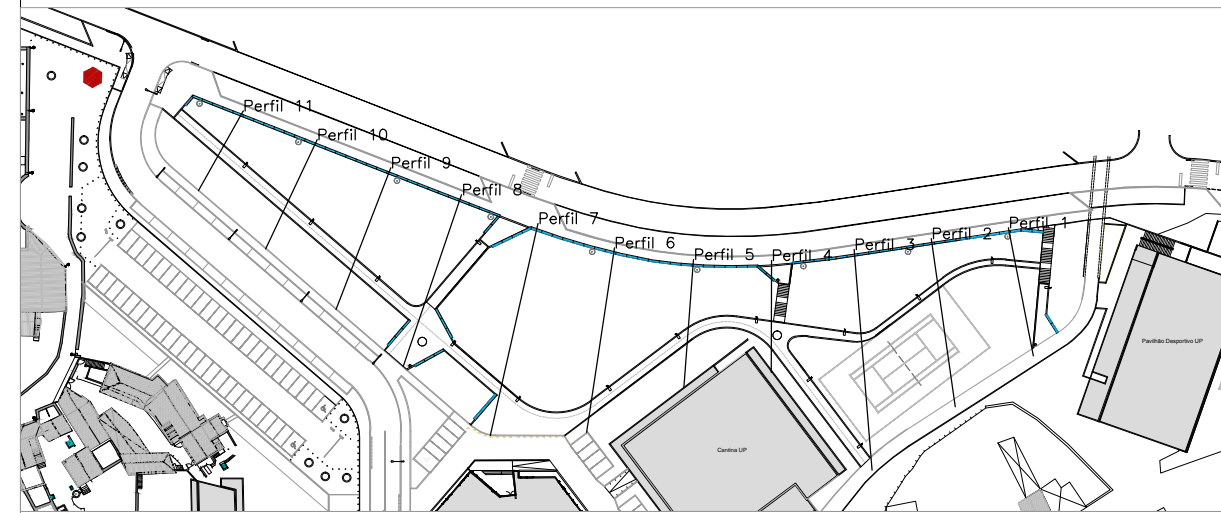 Perfil 11
Perfil 10
Perfil 9
Perfil 8
Perfil 7
Perfil 6
Perfil 5
Perfil 4
Perfil 3
Perfil 2
Perfil 1
Pavilhão Desportivo UP
Cantina UP